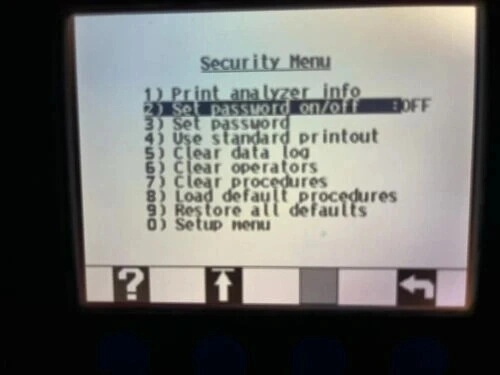 Security Menu
1) Print analyzer info
2) Set password on/off :OFF
3) Set password
4) Use standard printout
5) Clear data log
6) Clear operators
7) Clear procedures
8) Load default procedures
9) Restore all defaults
0) Setup menu
?